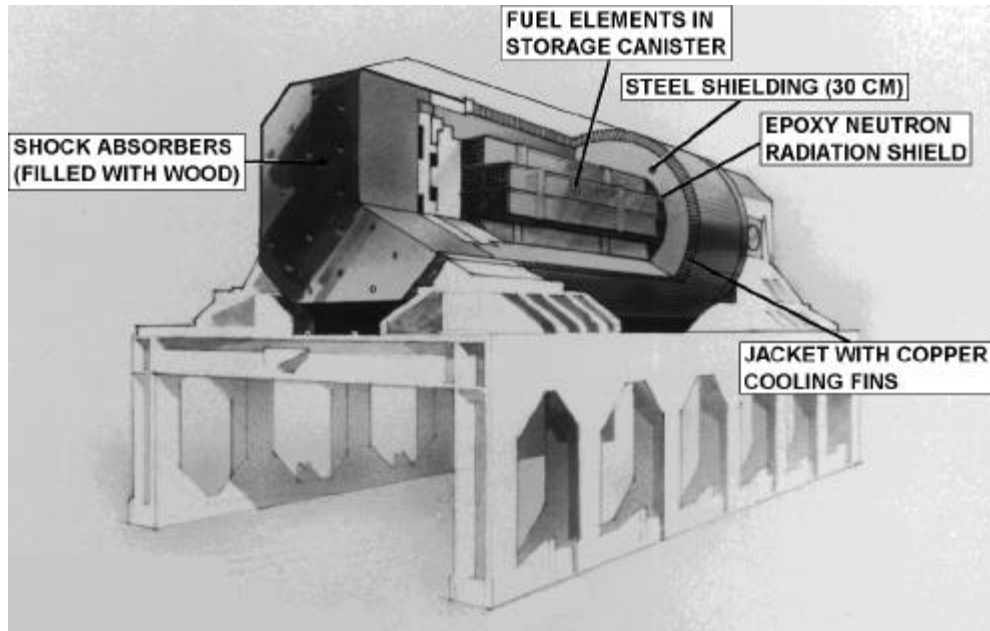 FUEL ELEMENTS IN
STORAGE CANISTER
STEEL SHIELDING (30 CM)
EPOXY NEUTRON
RADIATION SHIELD
SHOCK ABSORBERS
(FILLED WITH WOOD)
JACKET WITH COPPER
COOLING FINS